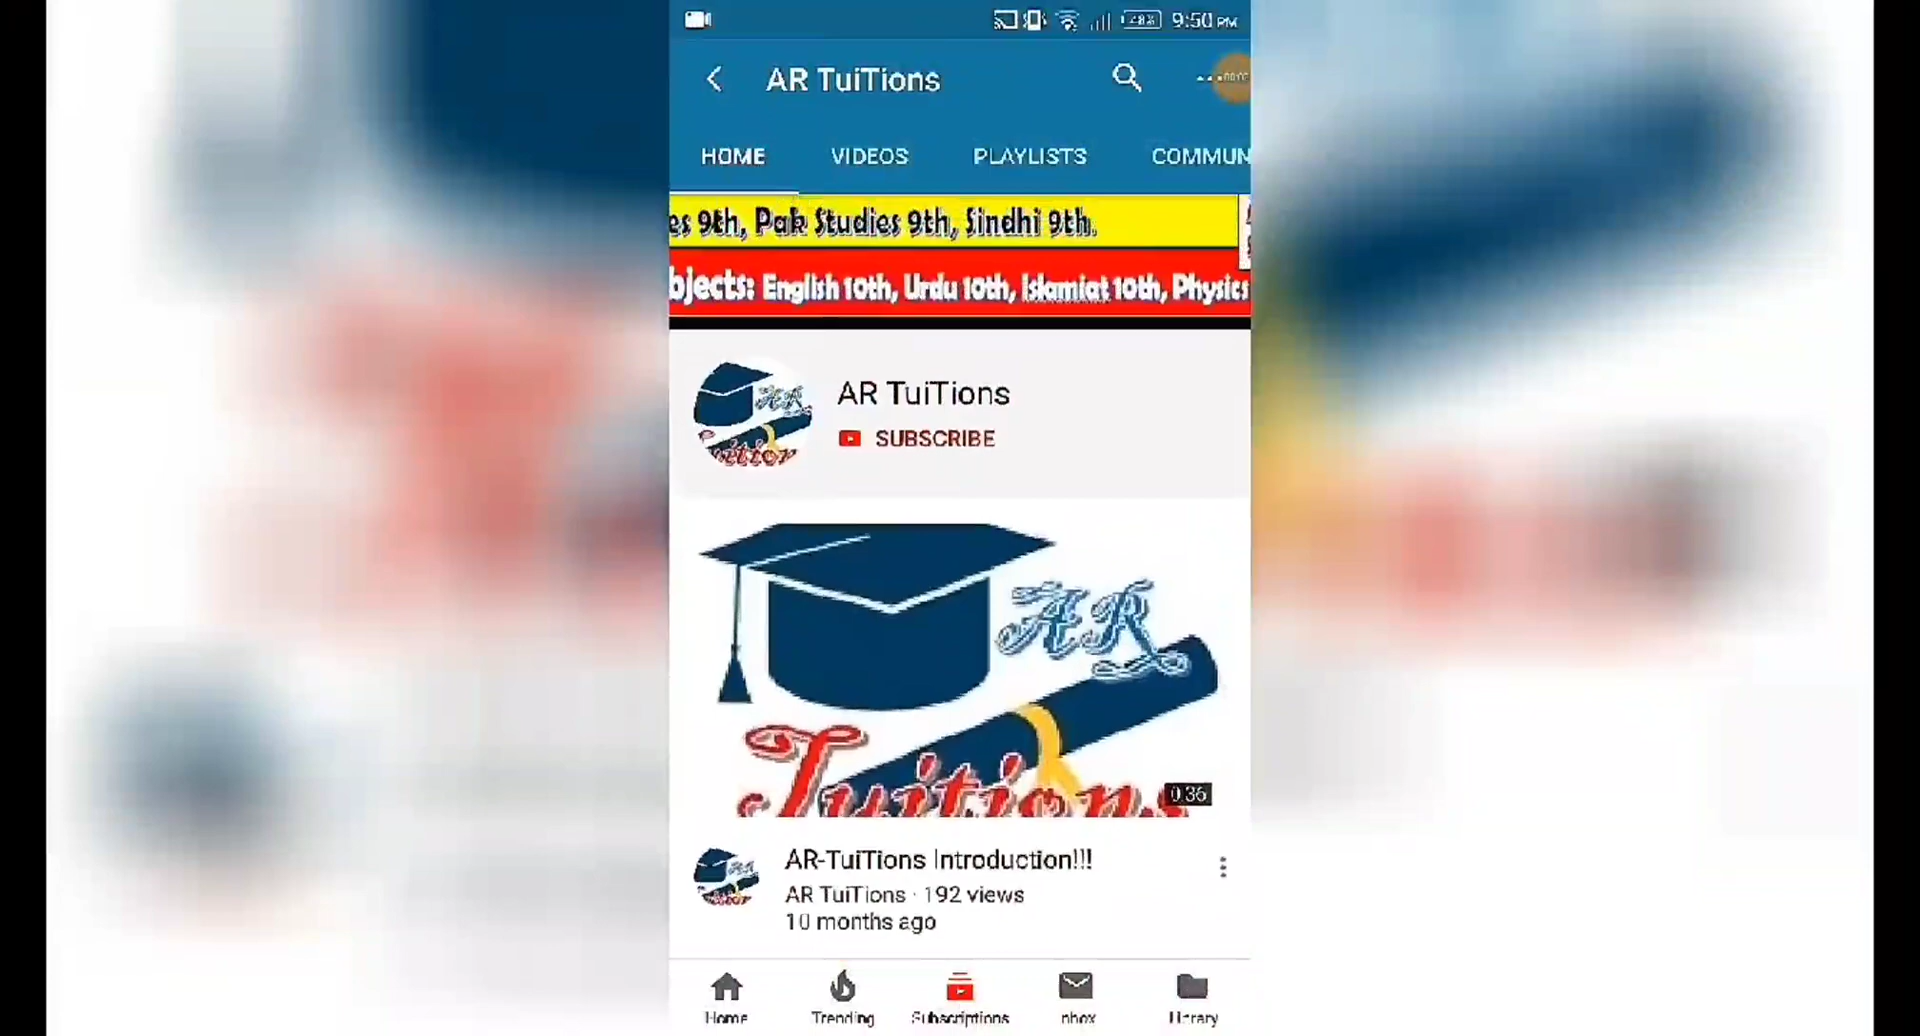 48% 9:50 PM
AR TuiTions
HOME VIDEOS PLAYLISTS COMMUN
es 9th, Pak Studies 9th, Sindhi 9th.
bjects: English 10th, Urdu 10th, Islamiat 10th, Physics
AR TuiTions
SUBSCRIBE
AR
Tuitions
0:36
AR-TuiTions Introduction!!!
AR TuiTions · 192 views
10 months ago
Home Trending Subscriptions nbox Library